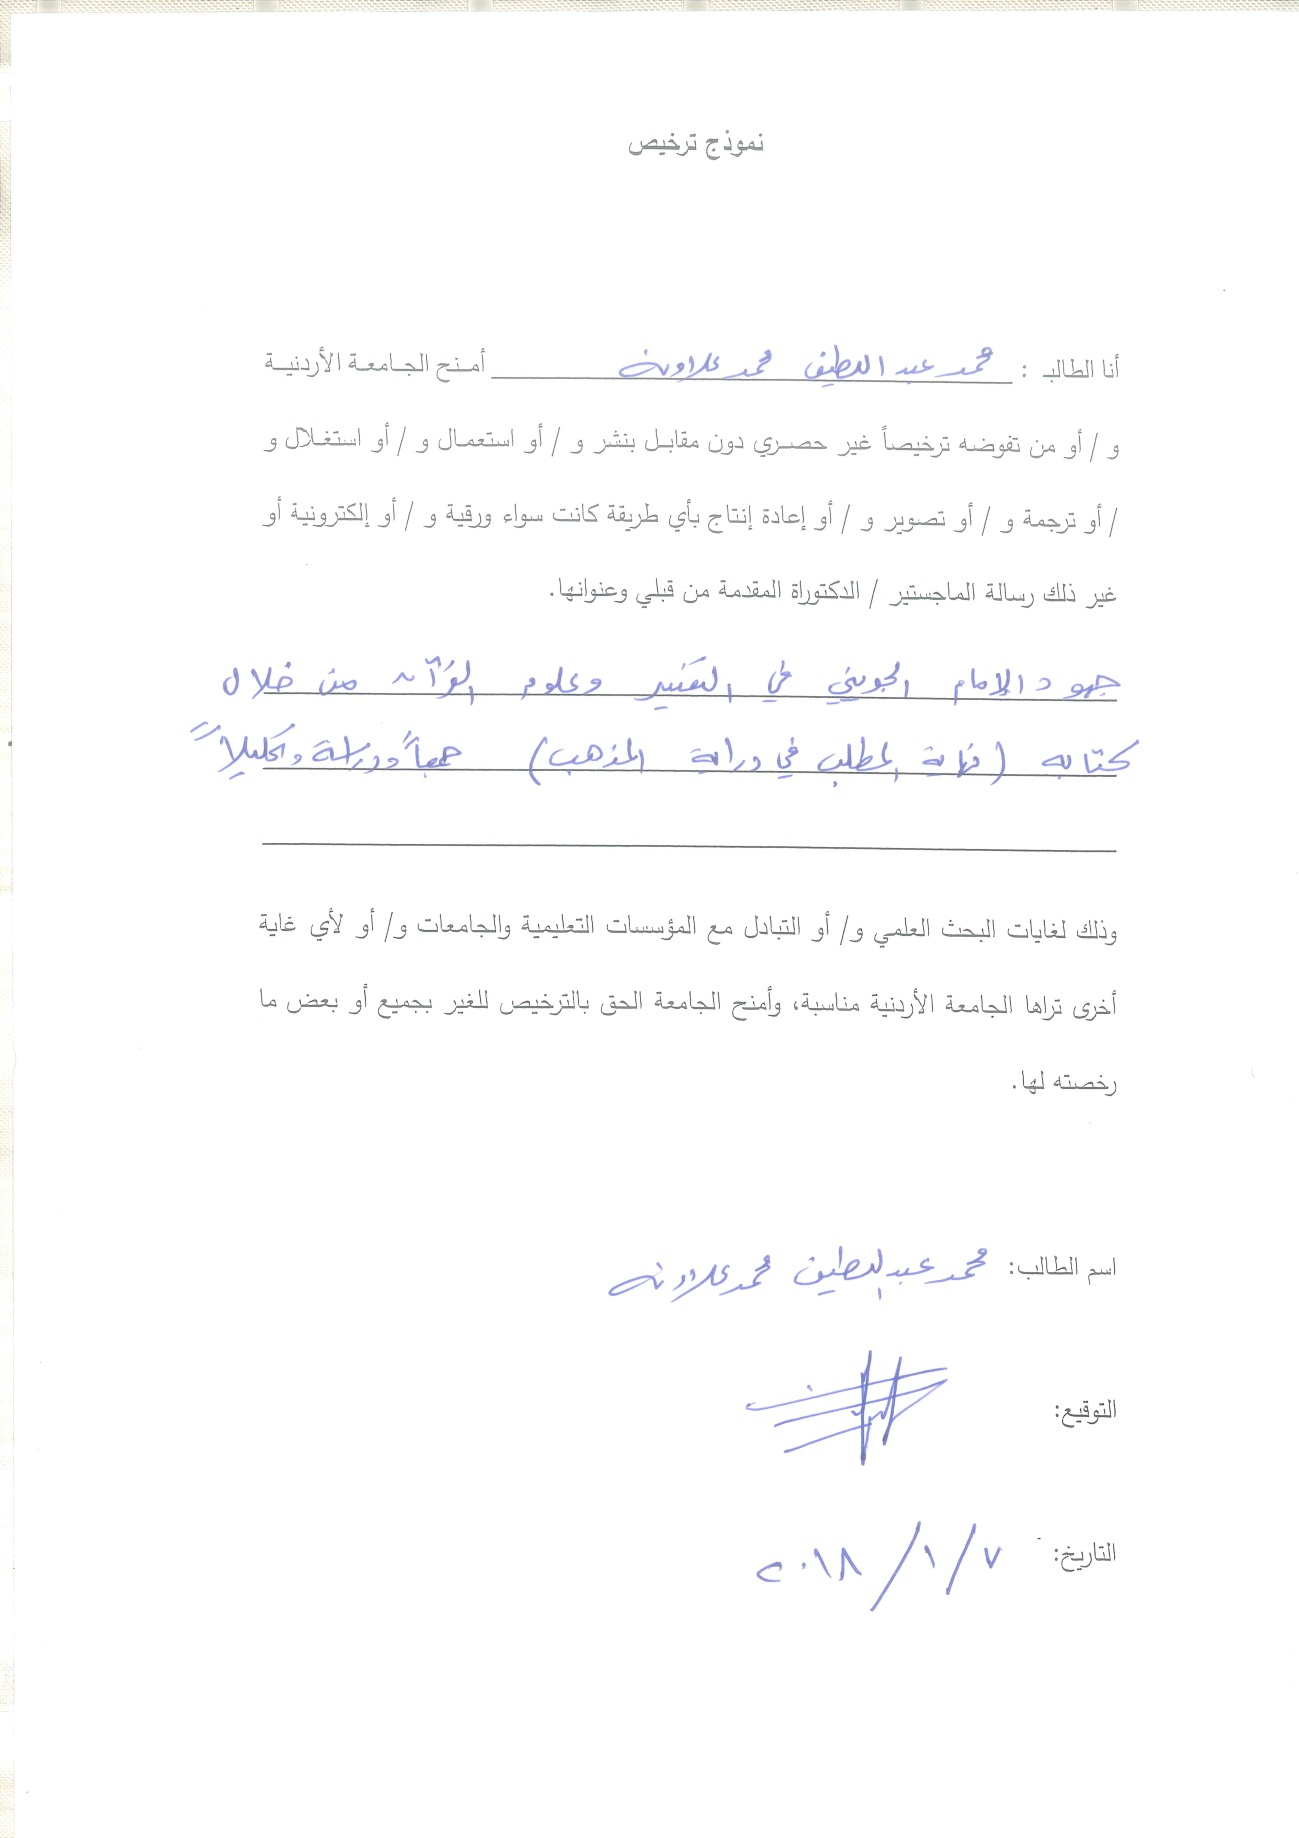 نموذج ترخيص
أنا الطالب : محمد عبد اللطيف محمد علاونة أمنح الجامعة الأردنية
و / أو من تفوضه ترخيصاً غير حصري دون مقابل بنشر و / أو استعمال و / أو استغلال و
/ أو ترجمة و / أو تصوير و / أو إعادة إنتاج بأي طريقة كانت سواء ورقية و / أو إلكترونية أو
غير ذلك رسالة الماجستير / الدكتوراة المقدمة من قبلي وعنوانها.
جهود الإمام الجويني في التفسير وعلوم القرآن من خلال
كتابه (نهاية المطلب في دراية المذهب) جمعاً ودراسة وتحليلاً
وذلك لغايات البحث العلمي و/ أو التبادل مع المؤسسات التعليمية والجامعات و/ أو لأي غاية
أخرى تراها الجامعة الأردنية مناسبة، وأمنح الجامعة الحق بالترخيص للغير بجميع أو بعض ما
رخصته لها.
اسم الطالب: محمد عبد اللطيف محمد علاونة
التوقيع:
التاريخ: ٧ / ١ / ٢٠١٨